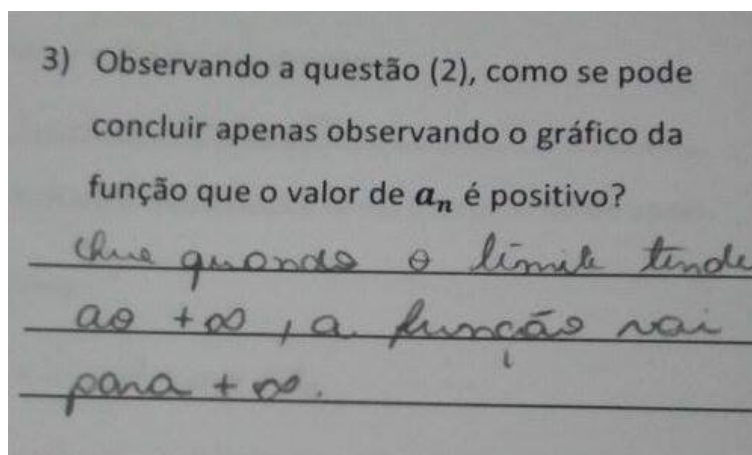 3) Observando a questão (2), como se pode
concluir apenas observando o gráfico da
função que o valor de aₙ é positivo?
Que quando o limite tende
ao +∞, a função vai
para +∞.